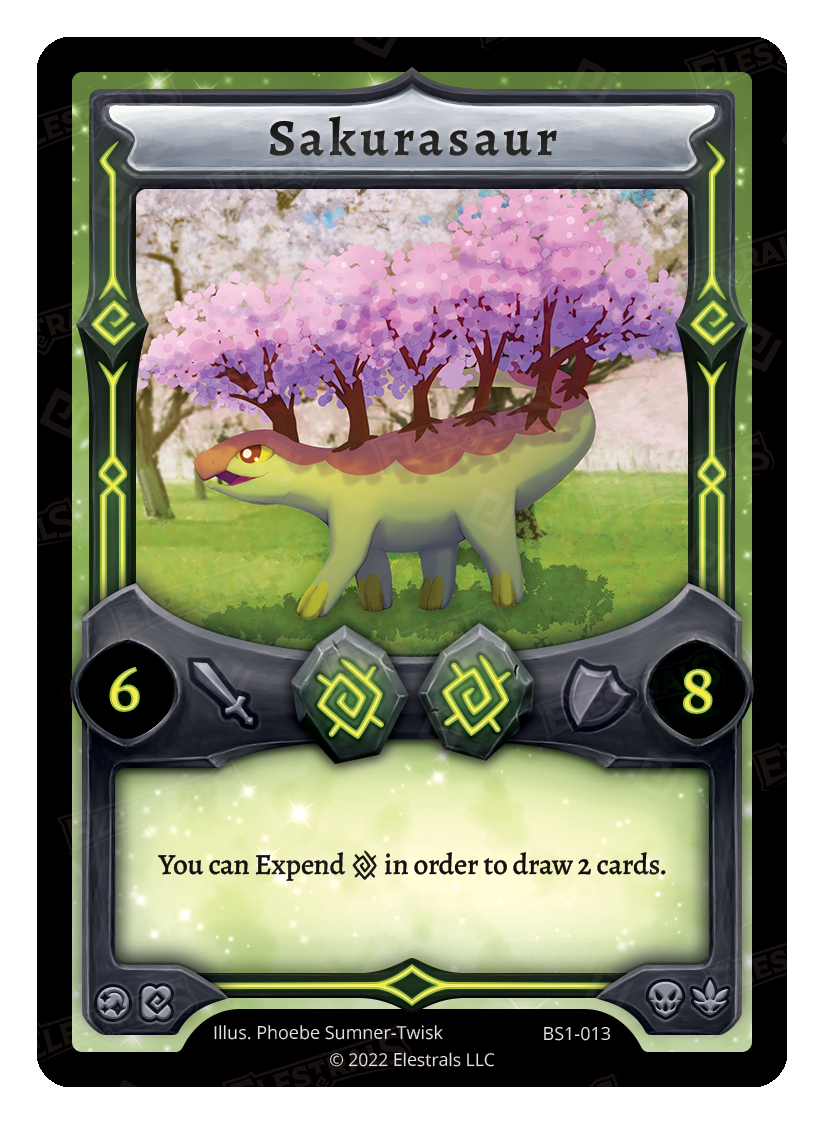 Sakurasaur
6
8
You can Expend in order to draw 2 cards.
Illus. Phoebe Sumner-Twisk
BS1-013
© 2022 Elestrals LLC